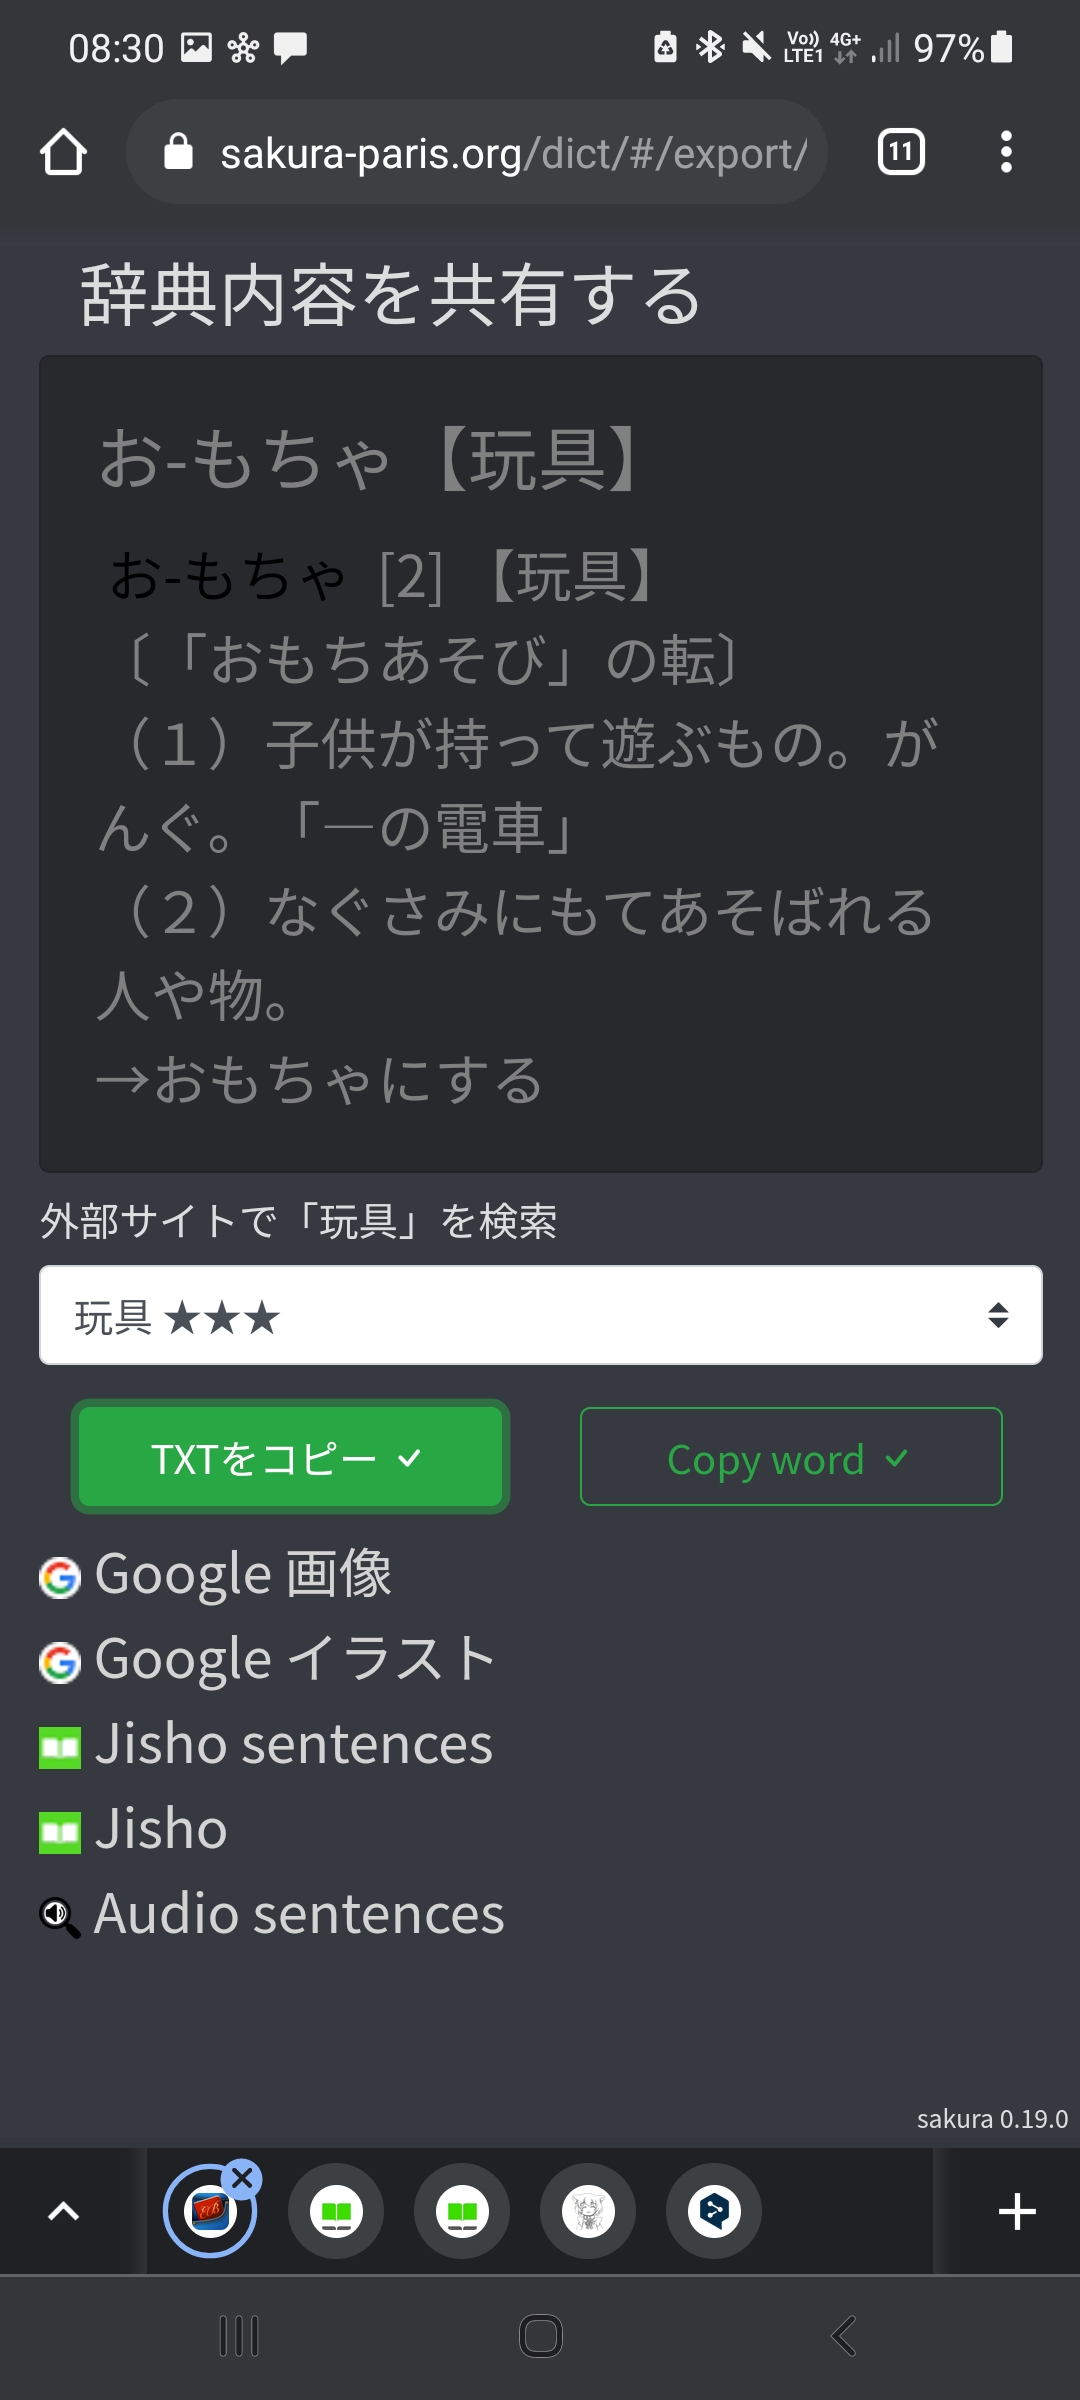 08:30 Vo)) LTE1 4G+ 97%
sakura-paris.org/dict/#/export/ 11
辞典内容を共有する
お-もちゃ【玩具】
お-もちゃ [2] 【玩具】
〔「おもちあそび」の転〕
（１）子供が持って遊ぶもの。が
んぐ。「―の電車」
（２）なぐさみにもてあそばれる
人や物。
→おもちゃにする
外部サイトで「玩具」を検索
玩具 ★★★
TXTをコピー ✓ Copy word ✓
Google 画像
Google イラスト
Jisho sentences
Jisho
Audio sentences
sakura 0.19.0